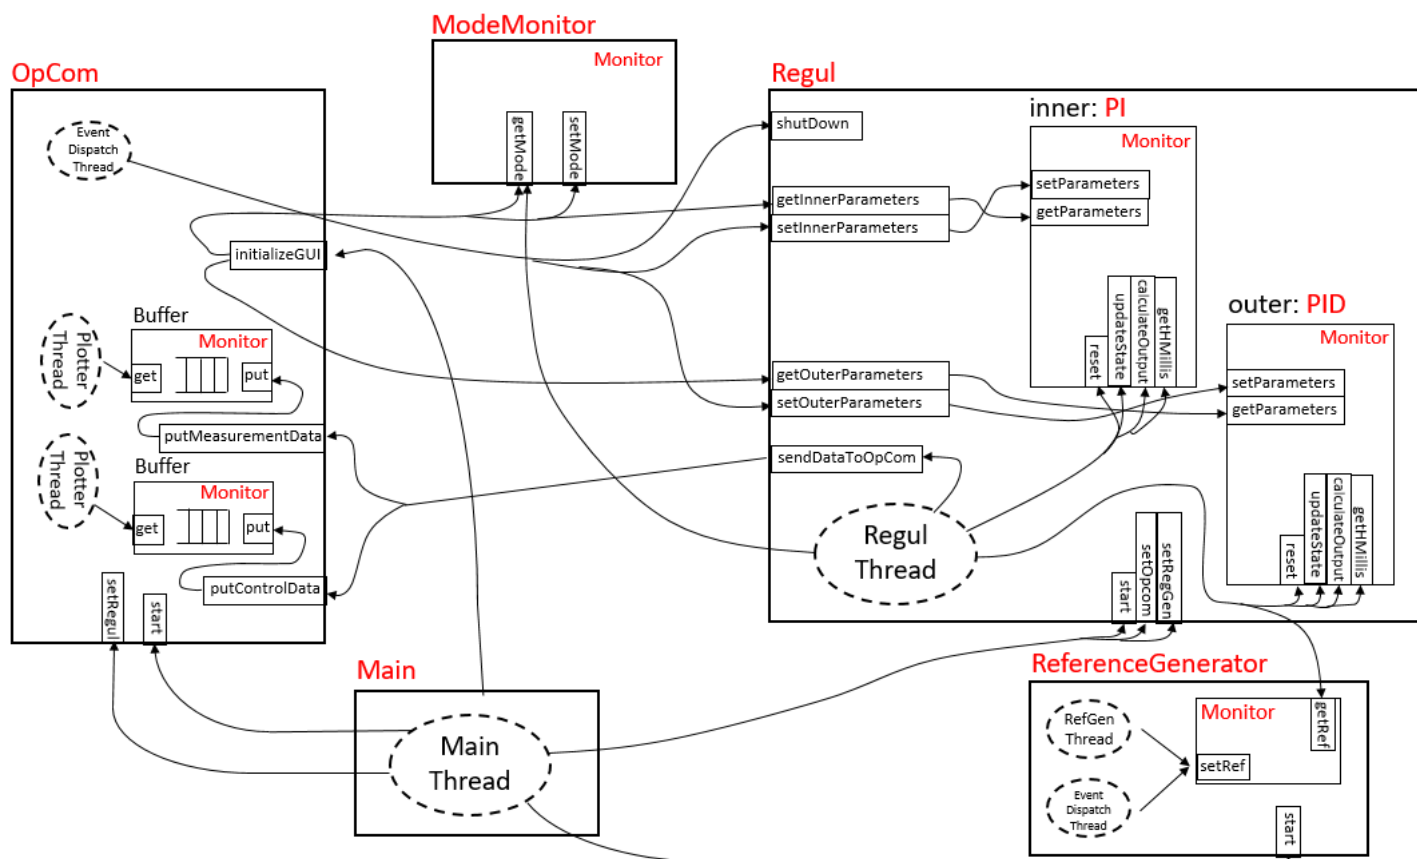 ModeMonitor
Monitor
getMode
setMode
OpCom
Event
Dispatch
Thread
initializeGUI
Buffer
Monitor
Plotter
Thread
get
put
putMeasurementData
Buffer
Monitor
Plotter
Thread
get
put
putControlData
setRegul
start
Regul
shutDown
getInnerParameters
setInnerParameters
getOuterParameters
setOuterParameters
sendDataToOpCom
Regul
Thread
start
setOpcom
setRegGen
inner: PI
Monitor
setParameters
getParameters
reset
updateState
calculateOutput
getHMillis
outer: PID
Monitor
setParameters
getParameters
reset
updateState
calculateOutput
getHMillis
Main
Main
Thread
ReferenceGenerator
RefGen
Thread
Event
Dispatch
Thread
Monitor
getRef
setRef
start